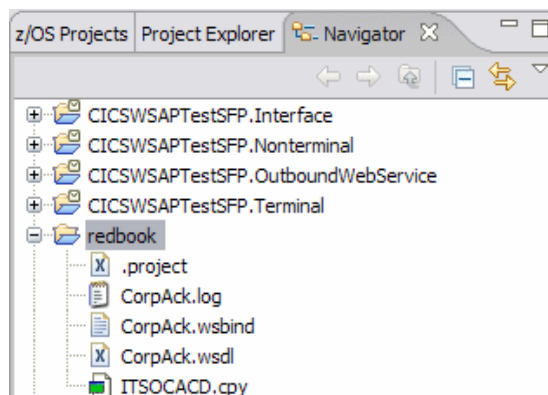 z/OS Projects Project Explorer Navigator
CICSWSAPTestSFP.Interface
CICSWSAPTestSFP.Nonterminal
CICSWSAPTestSFP.OutboundWebService
CICSWSAPTestSFP.Terminal
redbook
.project
CorpAck.log
CorpAck.wsbind
CorpAck.wsdl
ITSOCACD.cpy